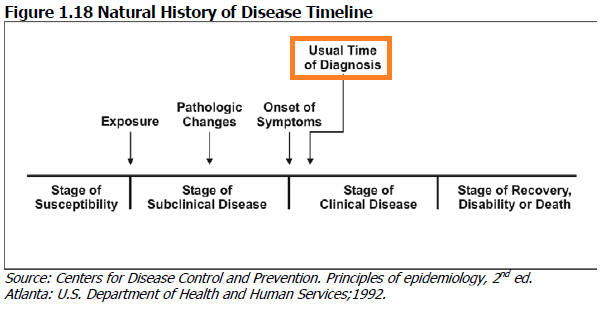 Figure 1.18 Natural History of Disease Timeline
Usual Time
of Diagnosis
Pathologic
Changes
Onset of
Symptoms
Exposure
Stage of
Susceptibility
Stage of
Subclinical Disease
Stage of
Clinical Disease
Stage of Recovery,
Disability or Death
Source: Centers for Disease Control and Prevention. Principles of epidemiology, 2nd ed.
Atlanta: U.S. Department of Health and Human Services;1992.